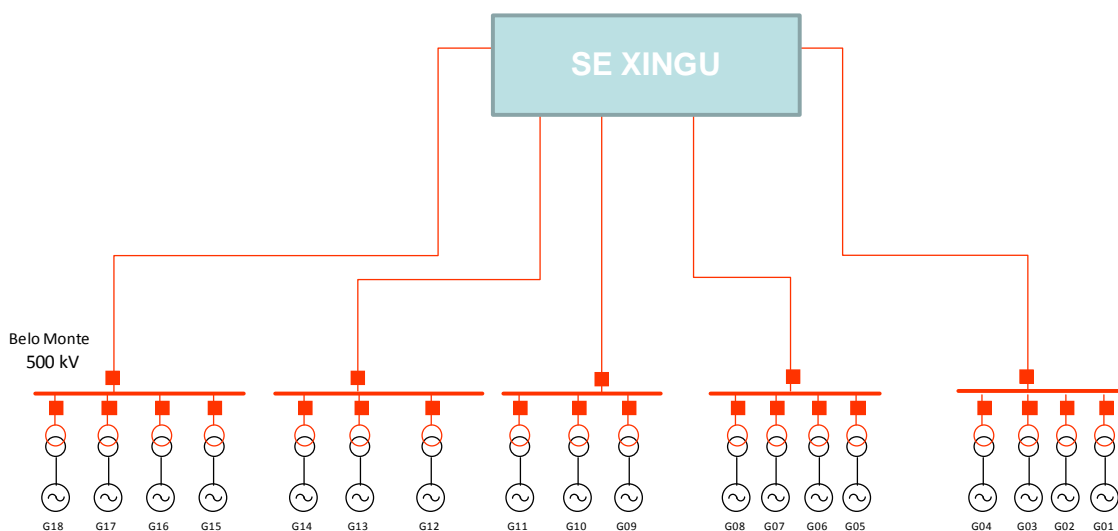 SE XINGU
Belo Monte
500 kV
G18 G17 G16 G15 G14 G13 G12 G11 G10 G09 G08 G07 G06 G05 G04 G03 G02 G01